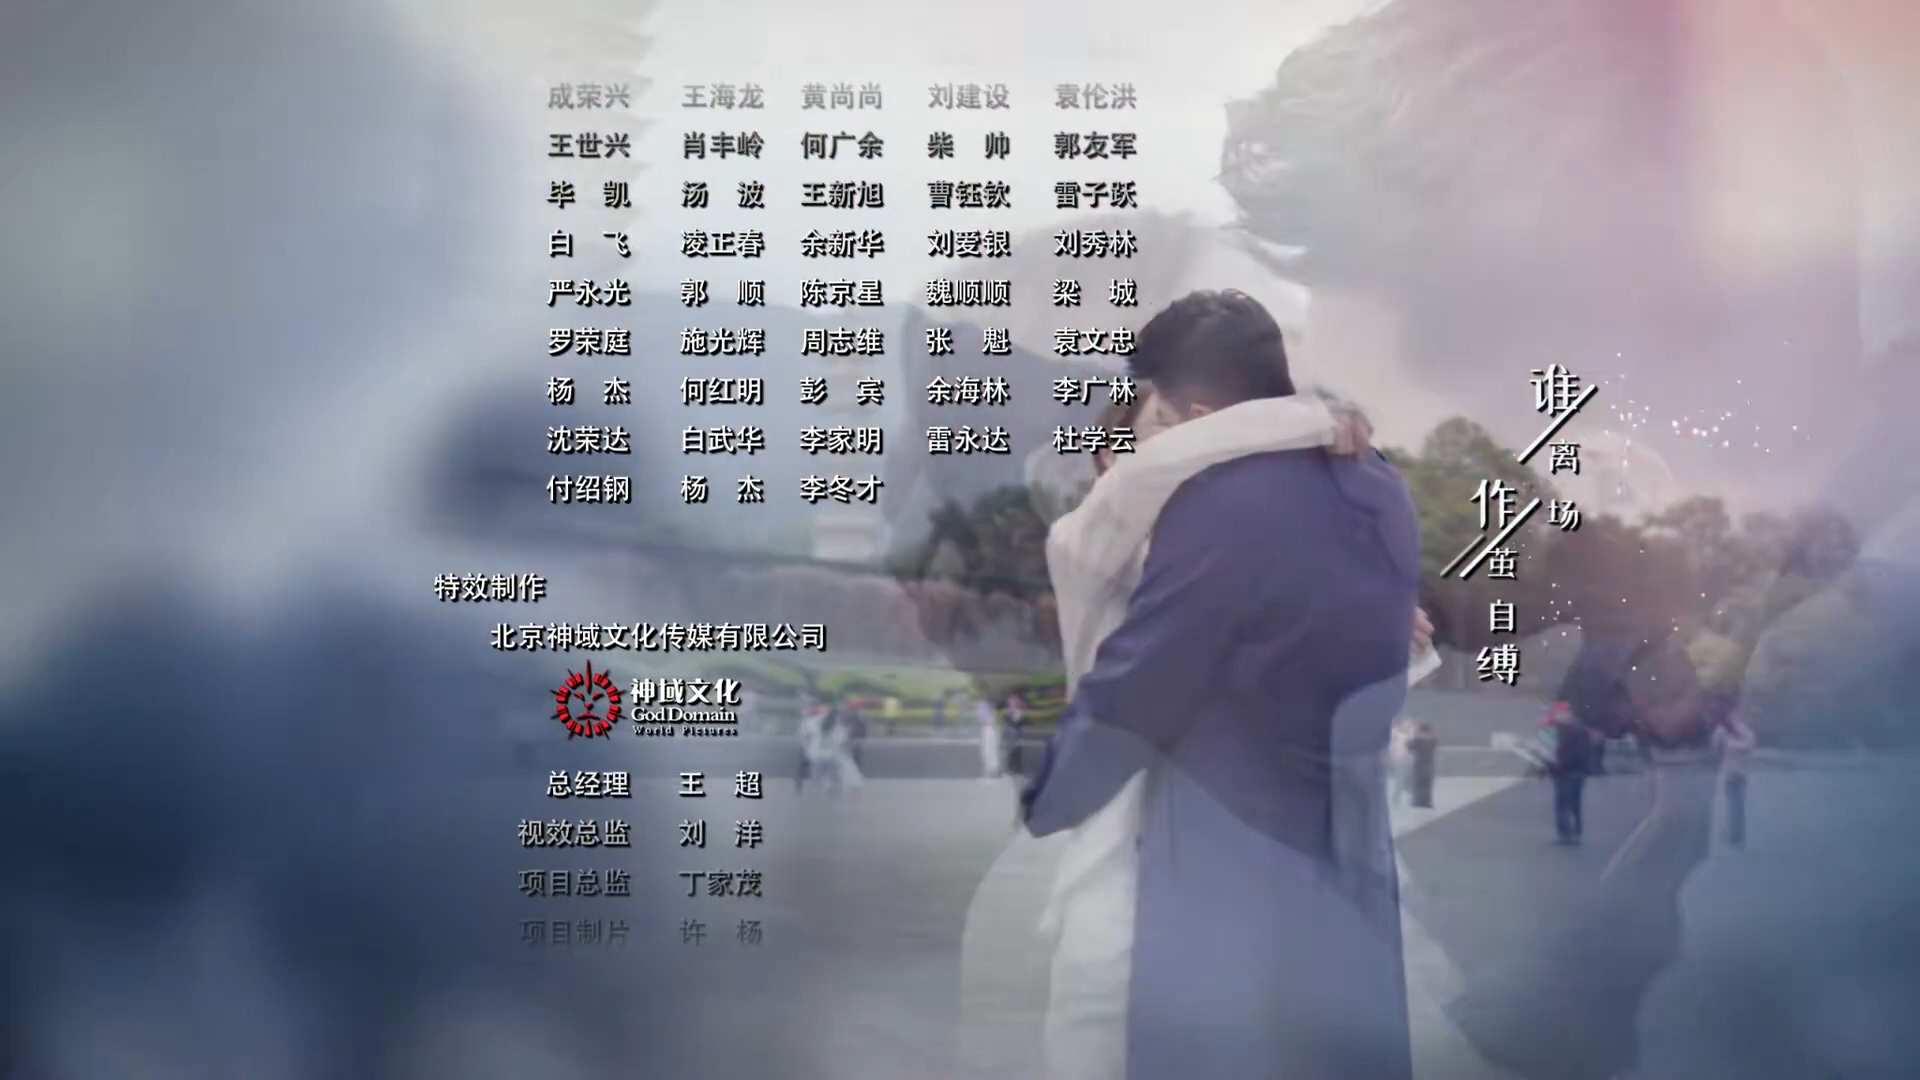 成荣兴 王海龙 黄尚尚 刘建设 袁伦洪
王世兴 肖丰岭 何广余 柴 帅 郭友军
毕 凯 汤 波 王新旭 曹钰钦 雷子跃
白 飞 凌正春 余新华 刘爱银 刘秀林
严永光 郭 顺 陈京星 魏顺顺 梁 城
罗荣庭 施光辉 周志维 张 魁 袁文忠
杨 杰 何红明 彭 宾 余海林 李广林
沈荣达 白武华 李家明 雷永达 杜学云
付绍钢 杨 杰 李冬才
特效制作
北京神域文化传媒有限公司
神域文化
God Domain
World Pictures
总经理 王 超
视效总监 刘 洋
项目总监 丁家茂
项目制片 许 杨
谁离场
作茧自缚